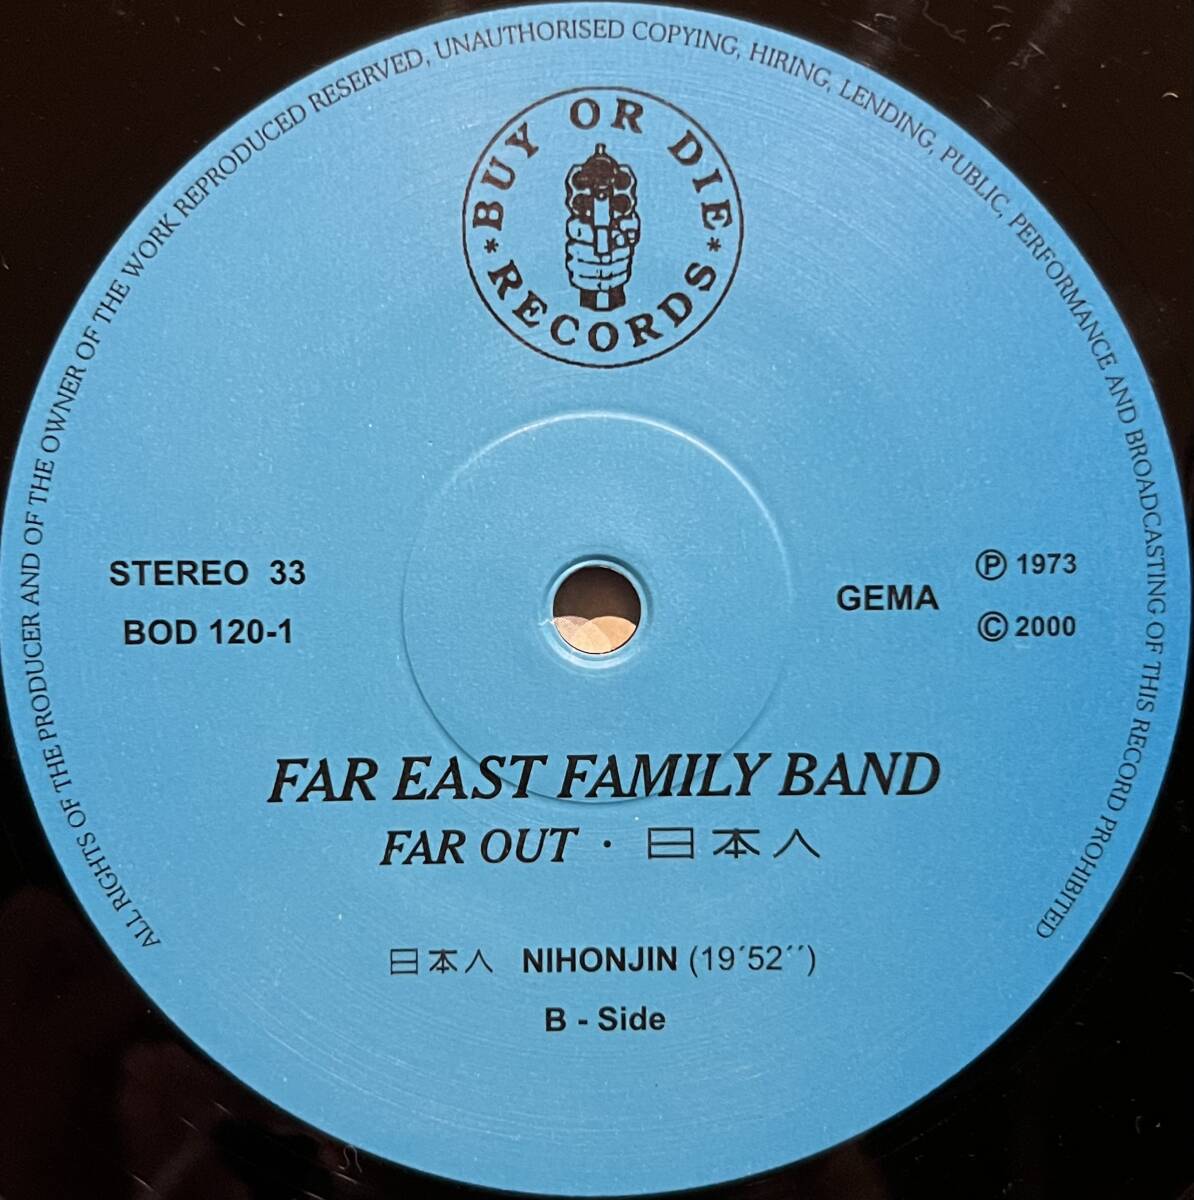 ALL RIGHTS OF THE PRODUCER AND OF THE OWNER OF THE WORK REPRODUCED RESERVED, UNAUTHORISED COPYING, HIRING, LENDING, PUBLIC, PERFORMANCE AND BROADCASTING OF THIS RECORD PROHIBITED
BUY OR DIE
* RECORDS *
STEREO 33
BOD 120-1
GEMA
Ⓟ 1973
© 2000
FAR EAST FAMILY BAND
FAR OUT · 日本人
日本人 NIHONJIN (19´52´´)
B - Side